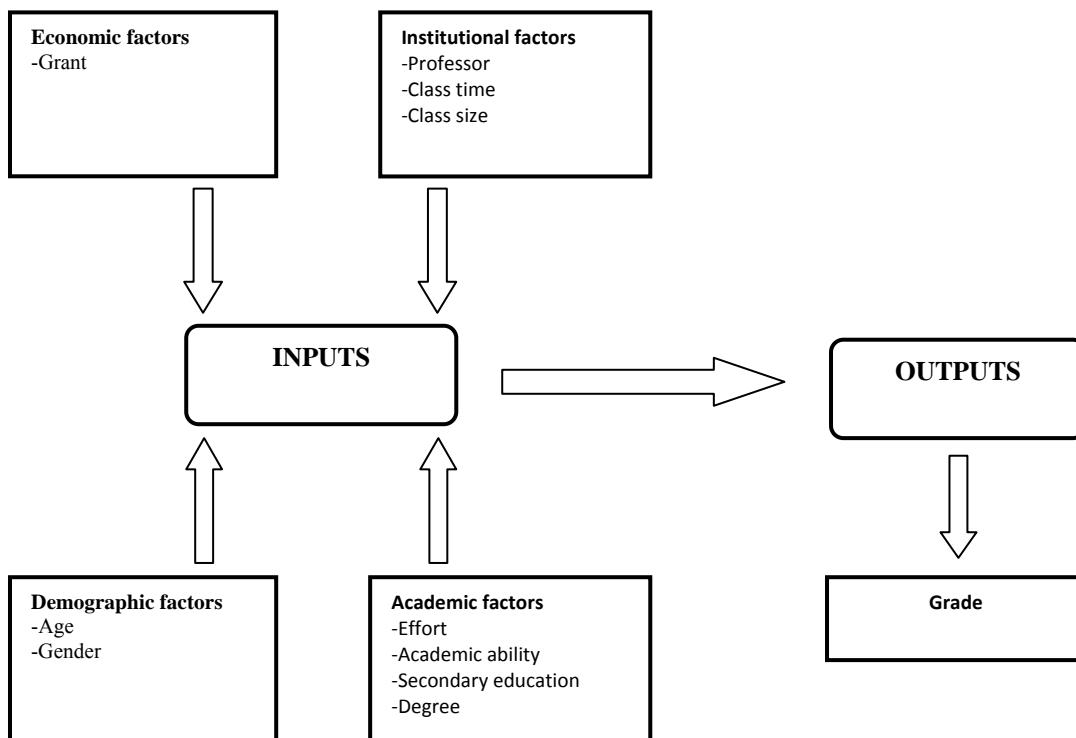 Economic factors
-Grant
Institutional factors
-Professor
-Class time
-Class size
INPUTS
OUTPUTS
Demographic factors
-Age
-Gender
Academic factors
-Effort
-Academic ability
-Secondary education
-Degree
Grade